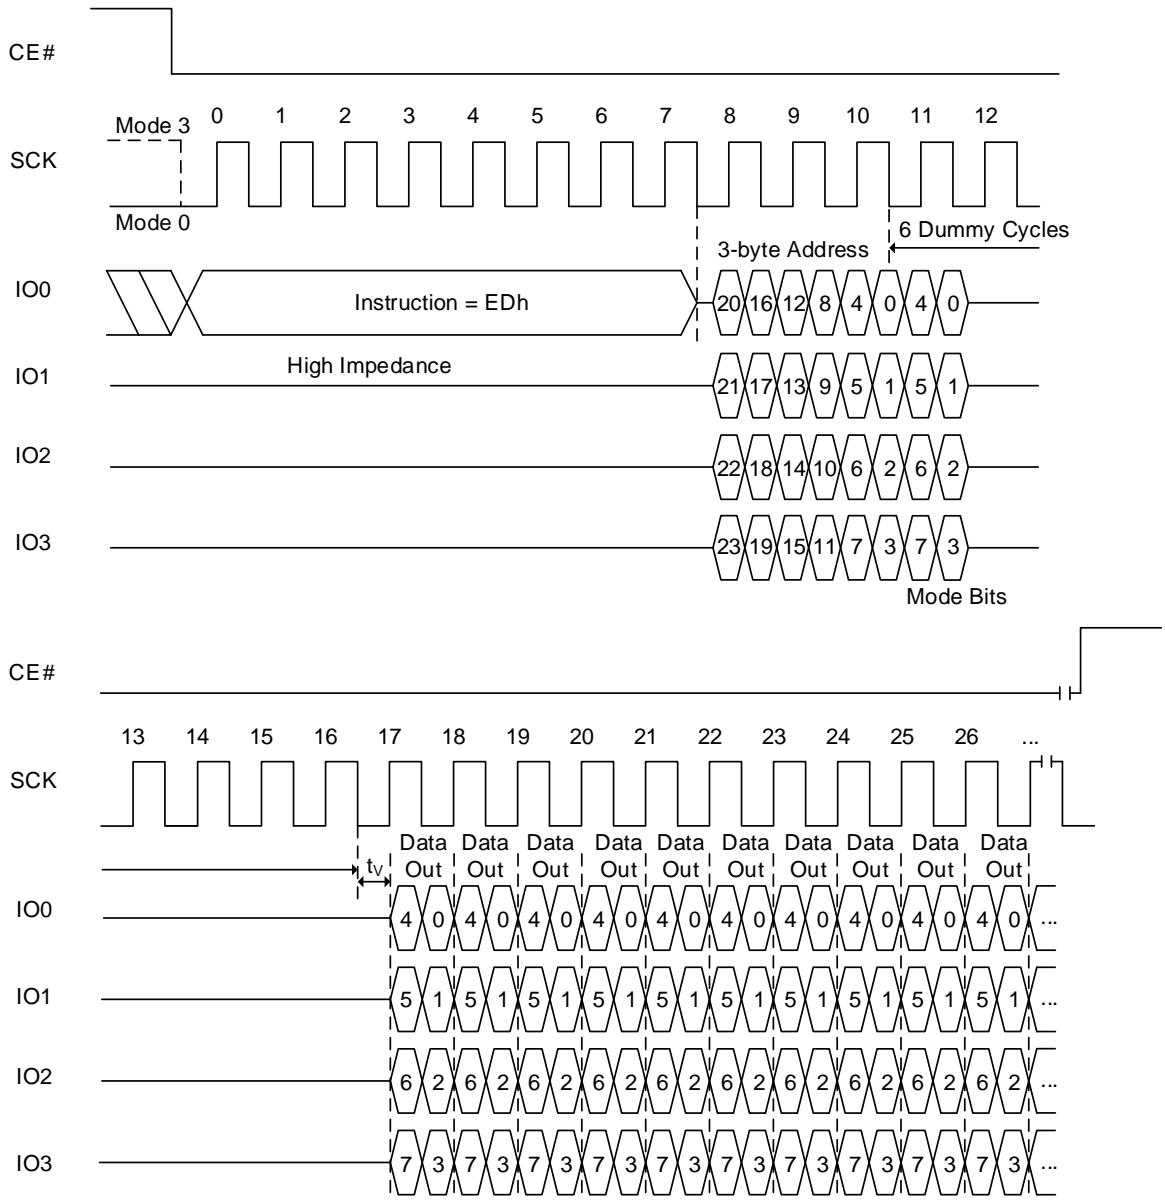 CE#
Mode 3 0 1 2 3 4 5 6 7 8 9 10 11 12
SCK
Mode 0
6 Dummy Cycles
3-byte Address
IO0 Instruction = EDh 20 16 12 8 4 0 4 0
High Impedance
IO1 21 17 13 9 5 1 5 1
IO2 22 18 14 10 6 2 6 2
IO3 23 19 15 11 7 3 7 3
Mode Bits
CE#
13 14 15 16 17 18 19 20 21 22 23 24 25 26 ...
SCK
Data Data Data Data Data Data Data Data Data Data
tV Out Out Out Out Out Out Out Out Out Out
IO0 4 0 4 0 4 0 4 0 4 0 4 0 4 0 4 0 4 0 4 0 ...
IO1 5 1 5 1 5 1 5 1 5 1 5 1 5 1 5 1 5 1 5 1 ...
IO2 6 2 6 2 6 2 6 2 6 2 6 2 6 2 6 2 6 2 6 2 ...
IO3 7 3 7 3 7 3 7 3 7 3 7 3 7 3 7 3 7 3 7 3 ...